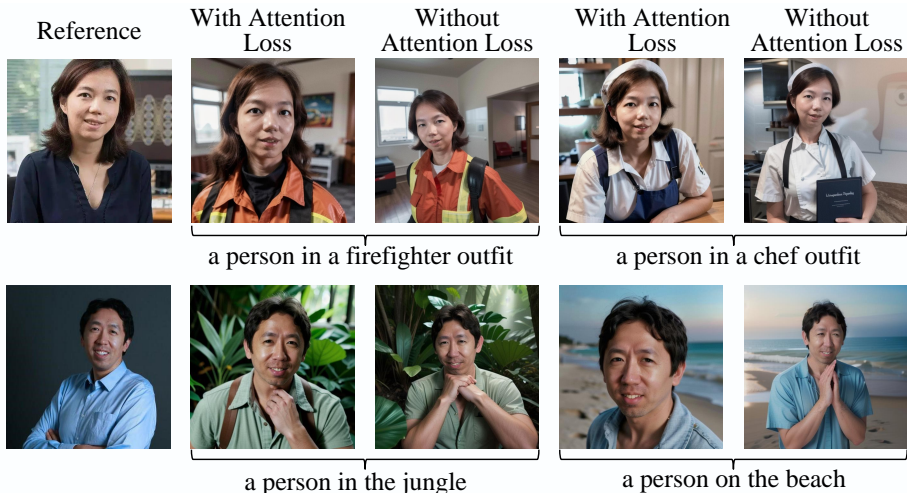 Reference
With Attention
Loss
Without
Attention Loss
With Attention
Loss
Without
Attention Loss
a person in a firefighter outfit
a person in a chef outfit
a person in the jungle
a person on the beach